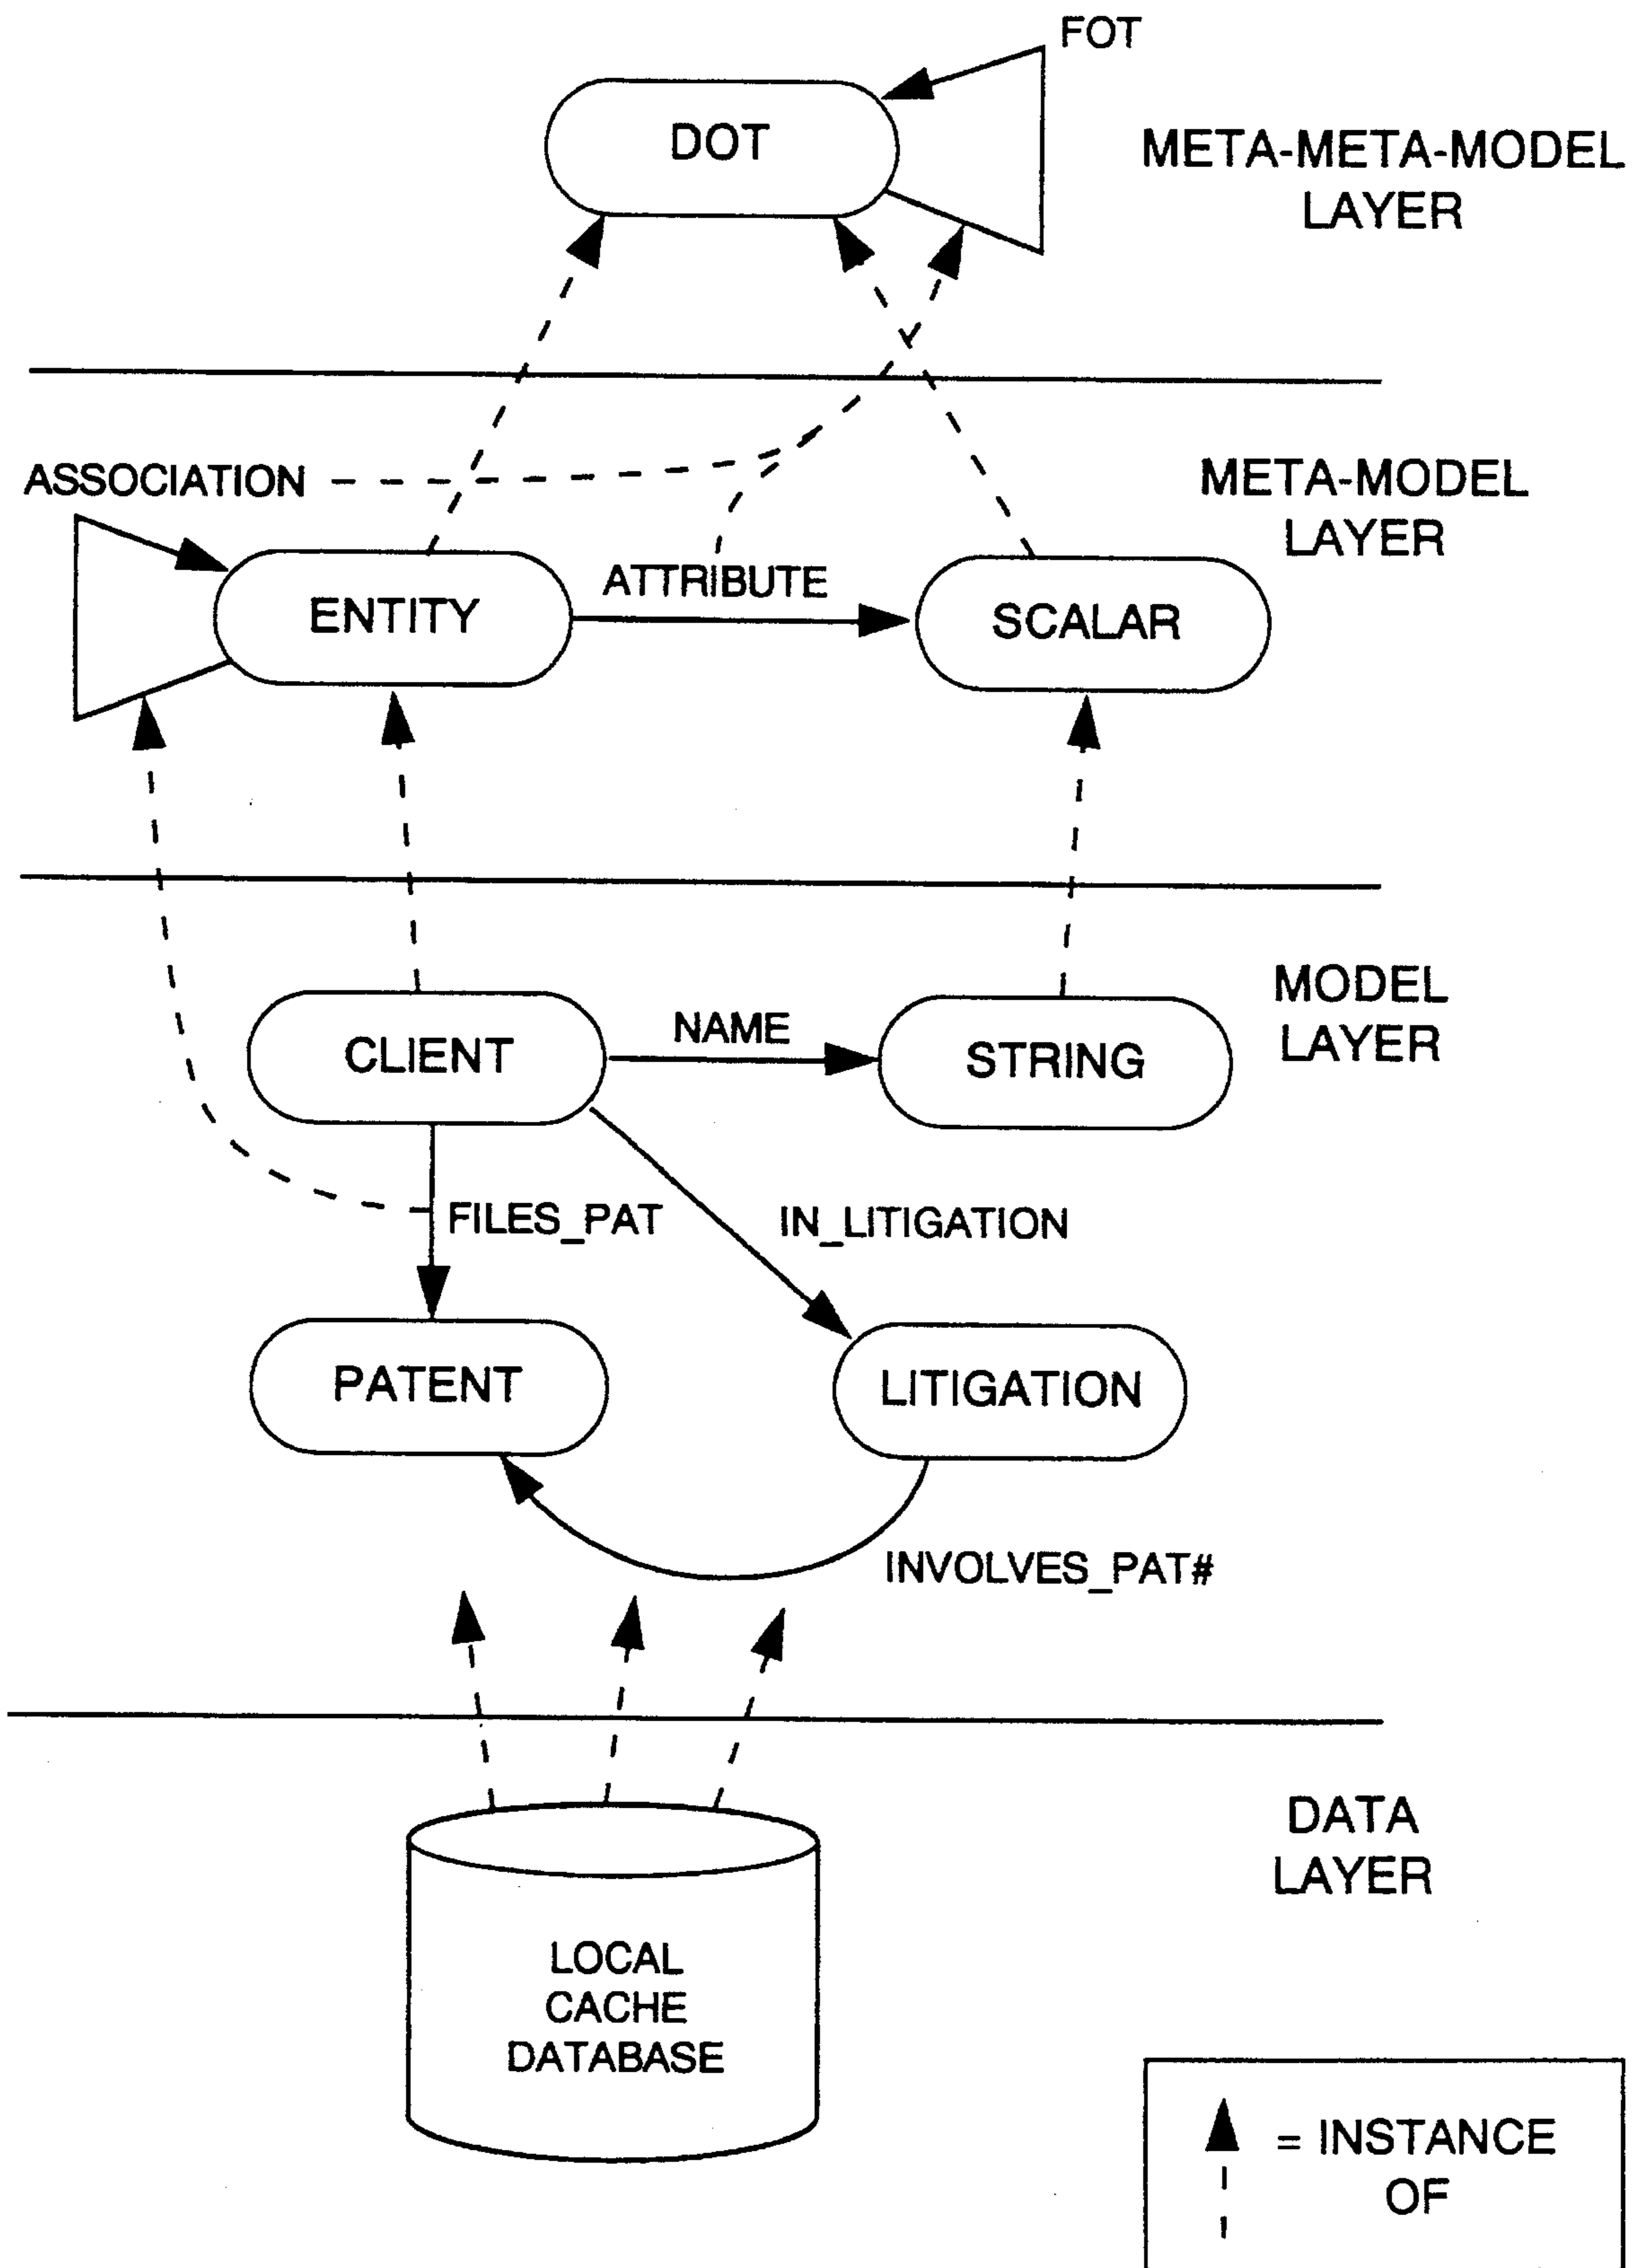 FOT
DOT
META-META-MODEL
LAYER
ASSOCIATION
META-MODEL
LAYER
ATTRIBUTE
ENTITY
SCALAR
MODEL
LAYER
NAME
CLIENT
STRING
FILES_PAT
IN_LITIGATION
PATENT
LITIGATION
INVOLVES_PAT#
DATA
LAYER
LOCAL
CACHE
DATABASE
= INSTANCE
OF